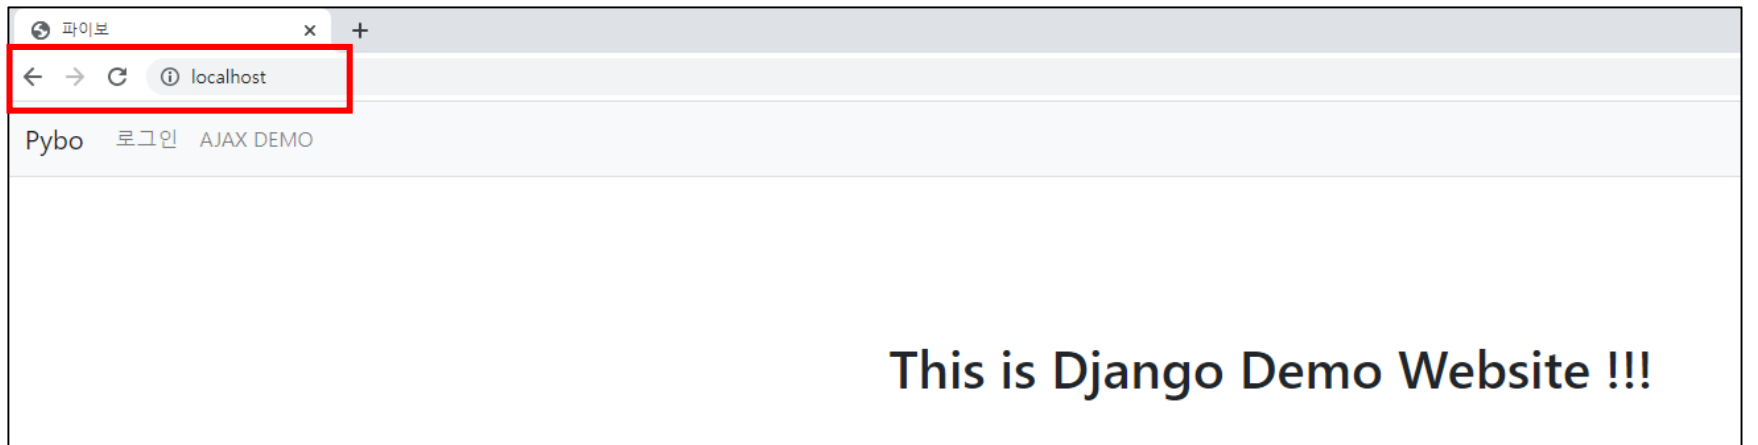 파이보
localhost
Pybo 로그인 AJAX DEMO
This is Django Demo Website !!!